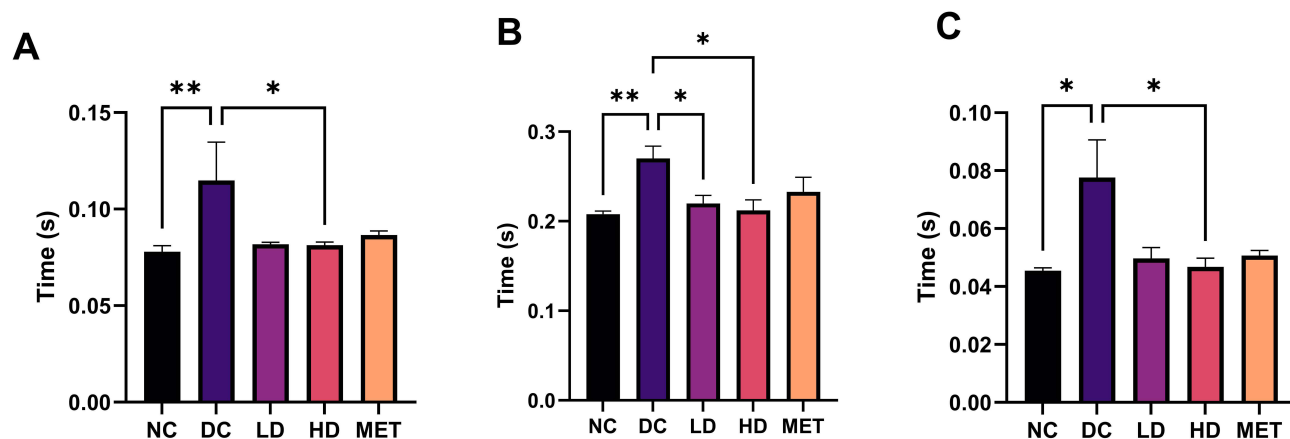 A
** *
0.15
0.10
0.05
0.00
Time (s)
NC DC LD HD MET
B
*
** *
0.3
0.2
0.1
0.0
Time (s)
NC DC LD HD MET
C
* *
0.10
0.08
0.06
0.04
0.02
0.00
Time (s)
NC DC LD HD MET